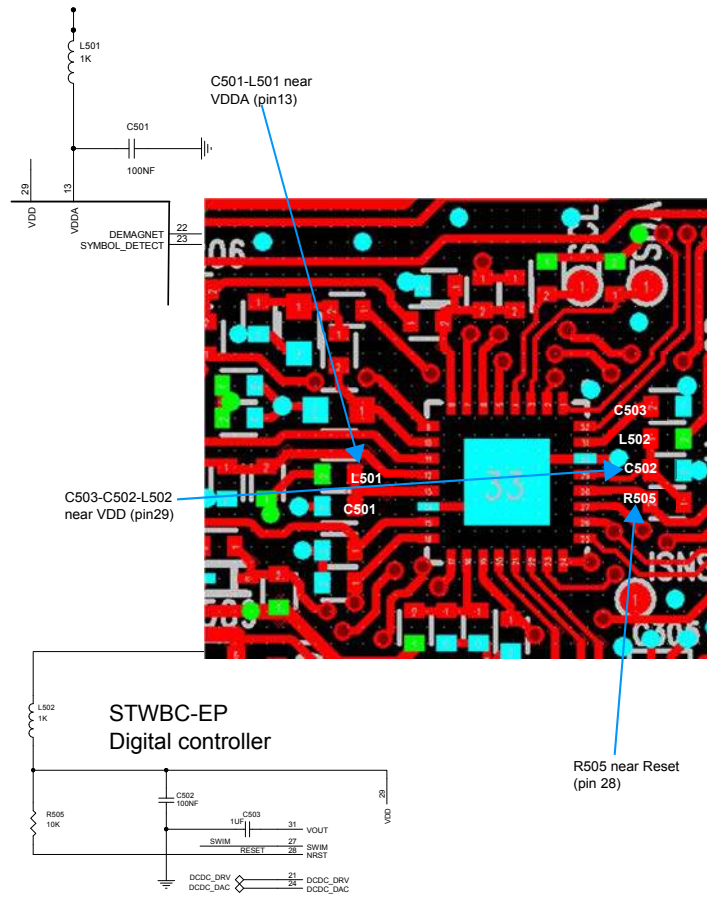 L501
1K
C501-L501 near
VDDA (pin13)
C501
100NF
29
13
VDD
VDDA
DEMAGNET 22
SYMBOL_DETECT 23
C503
L502
C502
R505
L501
C501
33
C503-C502-L502
near VDD (pin29)
L502
1K
STWBC-EP
Digital controller
R505 near Reset
(pin 28)
C502
100NF
29
VDD
R505
10K
C503
1UF
31 VOUT
SWIM 27 SWIM
RESET 28 NRST
DCDC_DRV 21 DCDC_DRV
DCDC_DAC 24 DCDC_DAC